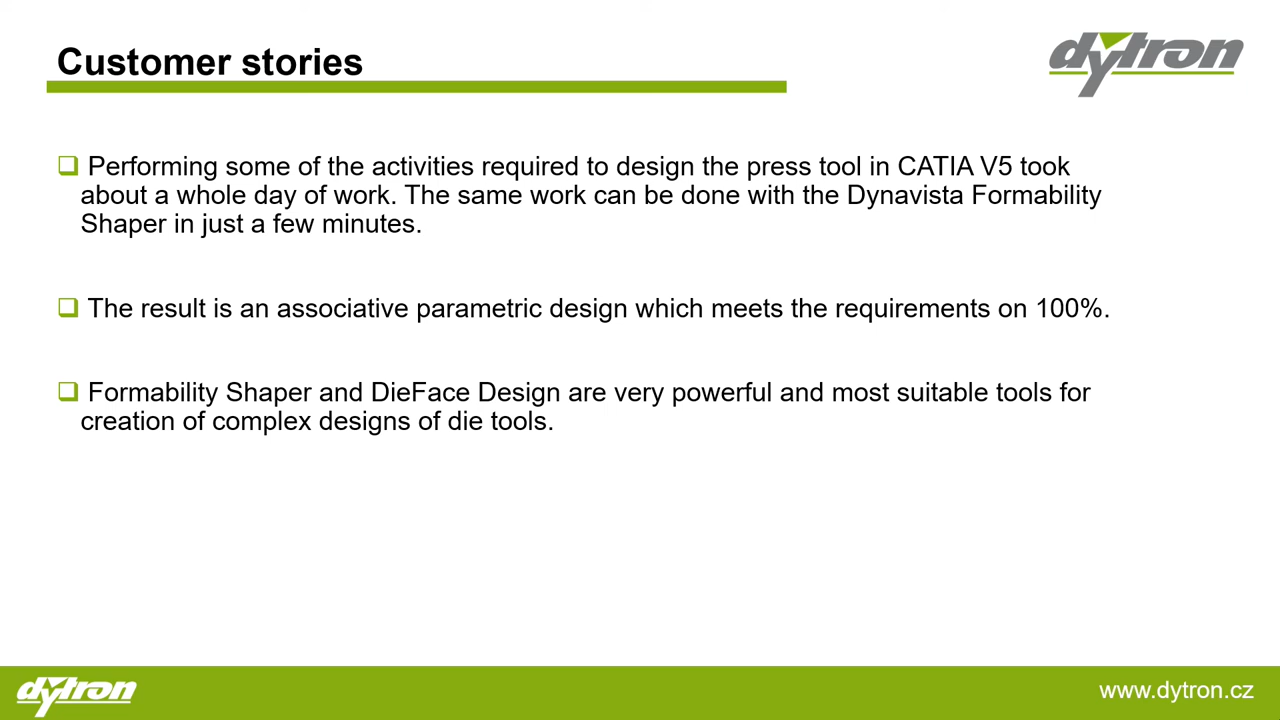 Customer stories
dytron
Performing some of the activities required to design the press tool in CATIA V5 took
about a whole day of work. The same work can be done with the Dynavista Formability
Shaper in just a few minutes.
The result is an associative parametric design which meets the requirements on 100%.
Formability Shaper and DieFace Design are very powerful and most suitable tools for
creation of complex designs of die tools.
dytron
www.dytron.cz